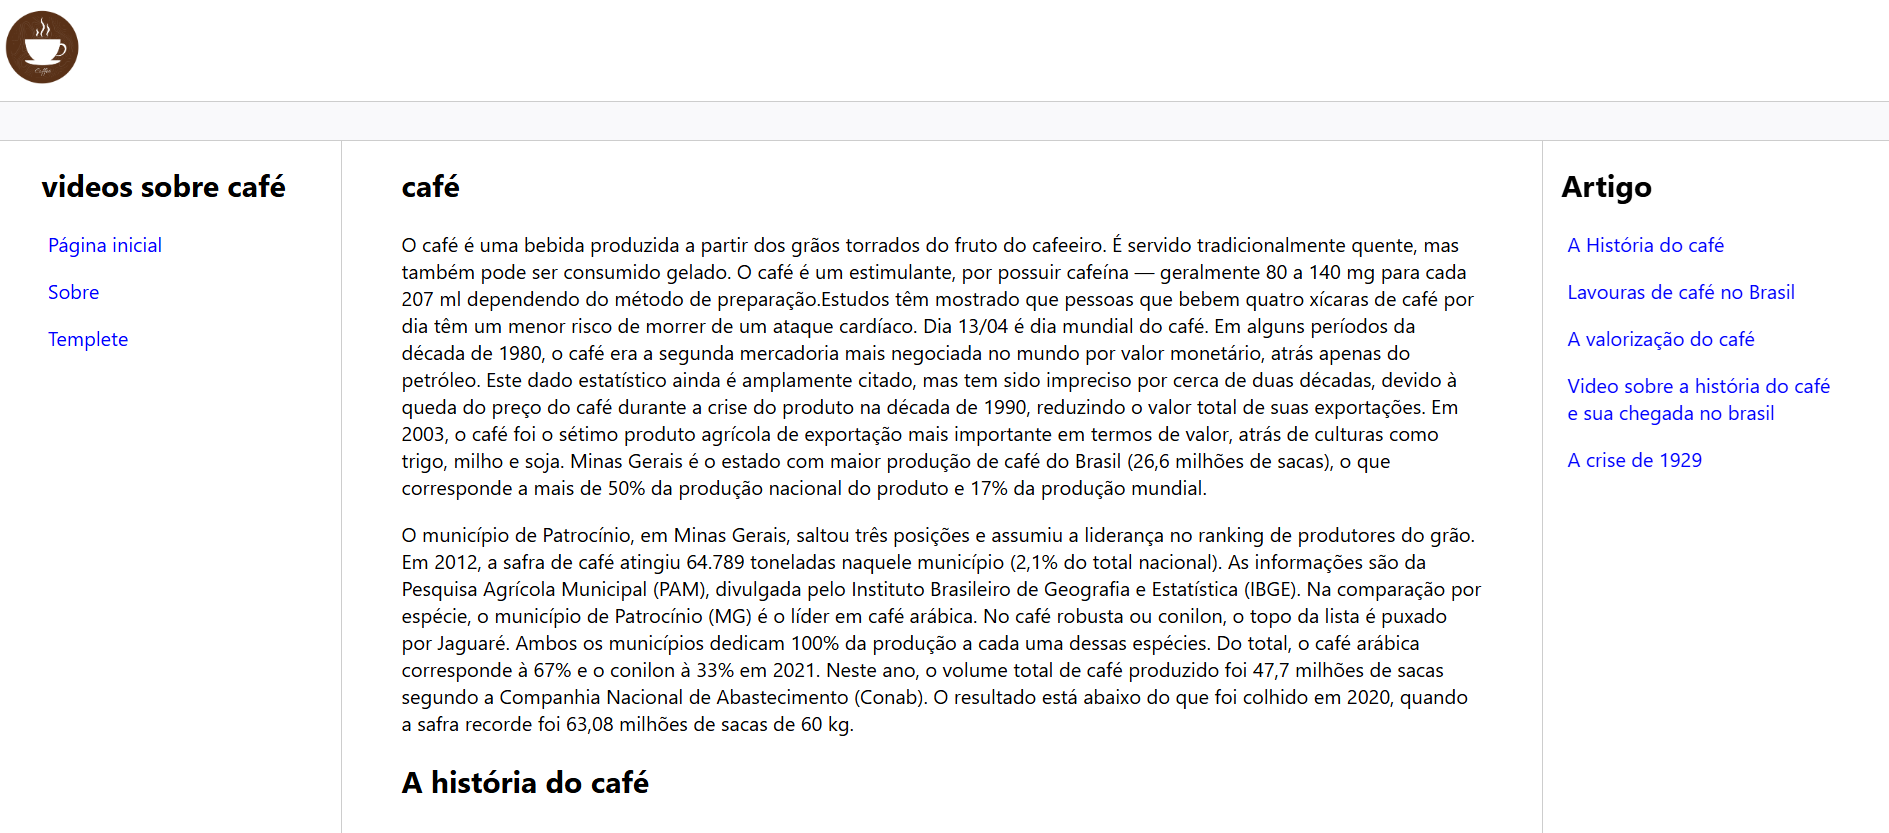 Coffee
videos sobre café
Página inicial
Sobre
Templete
café
O café é uma bebida produzida a partir dos grãos torrados do fruto do cafeeiro. É servido tradicionalmente quente, mas
também pode ser consumido gelado. O café é um estimulante, por possuir cafeína — geralmente 80 a 140 mg para cada
207 ml dependendo do método de preparação.Estudos têm mostrado que pessoas que bebem quatro xícaras de café por
dia têm um menor risco de morrer de um ataque cardíaco. Dia 13/04 é dia mundial do café. Em alguns períodos da
década de 1980, o café era a segunda mercadoria mais negociada no mundo por valor monetário, atrás apenas do
petróleo. Este dado estatístico ainda é amplamente citado, mas tem sido impreciso por cerca de duas décadas, devido à
queda do preço do café durante a crise do produto na década de 1990, reduzindo o valor total de suas exportações. Em
2003, o café foi o sétimo produto agrícola de exportação mais importante em termos de valor, atrás de culturas como
trigo, milho e soja. Minas Gerais é o estado com maior produção de café do Brasil (26,6 milhões de sacas), o que
corresponde a mais de 50% da produção nacional do produto e 17% da produção mundial.
O município de Patrocínio, em Minas Gerais, saltou três posições e assumiu a liderança no ranking de produtores do grão.
Em 2012, a safra de café atingiu 64.789 toneladas naquele município (2,1% do total nacional). As informações são da
Pesquisa Agrícola Municipal (PAM), divulgada pelo Instituto Brasileiro de Geografia e Estatística (IBGE). Na comparação por
espécie, o município de Patrocínio (MG) é o líder em café arábica. No café robusta ou conilon, o topo da lista é puxado
por Jaguaré. Ambos os municípios dedicam 100% da produção a cada uma dessas espécies. Do total, o café arábica
corresponde à 67% e o conilon à 33% em 2021. Neste ano, o volume total de café produzido foi 47,7 milhões de sacas
segundo a Companhia Nacional de Abastecimento (Conab). O resultado está abaixo do que foi colhido em 2020, quando
a safra recorde foi 63,08 milhões de sacas de 60 kg.
A história do café
Artigo
A História do café
Lavouras de café no Brasil
A valorização do café
Video sobre a história do café
e sua chegada no brasil
A crise de 1929